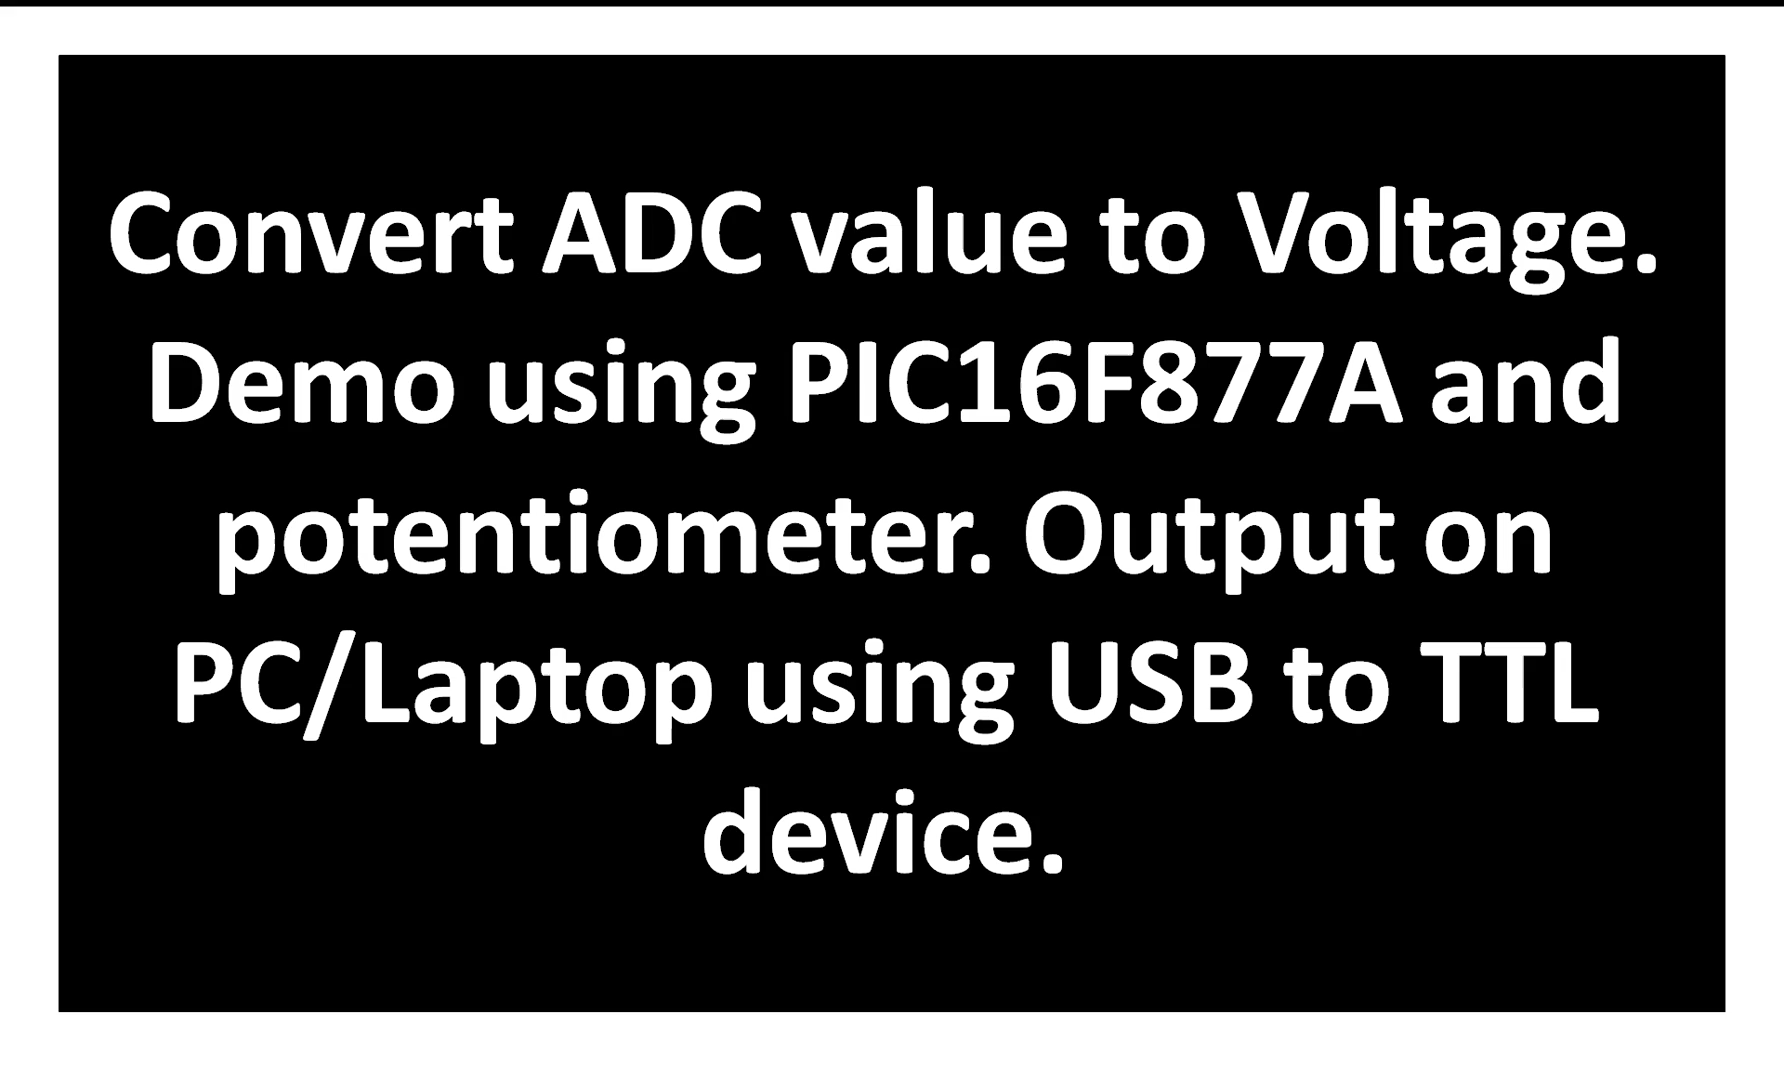 Convert ADC value to Voltage.
Demo using PIC16F877A and
potentiometer. Output on
PC/Laptop using USB to TTL
device.